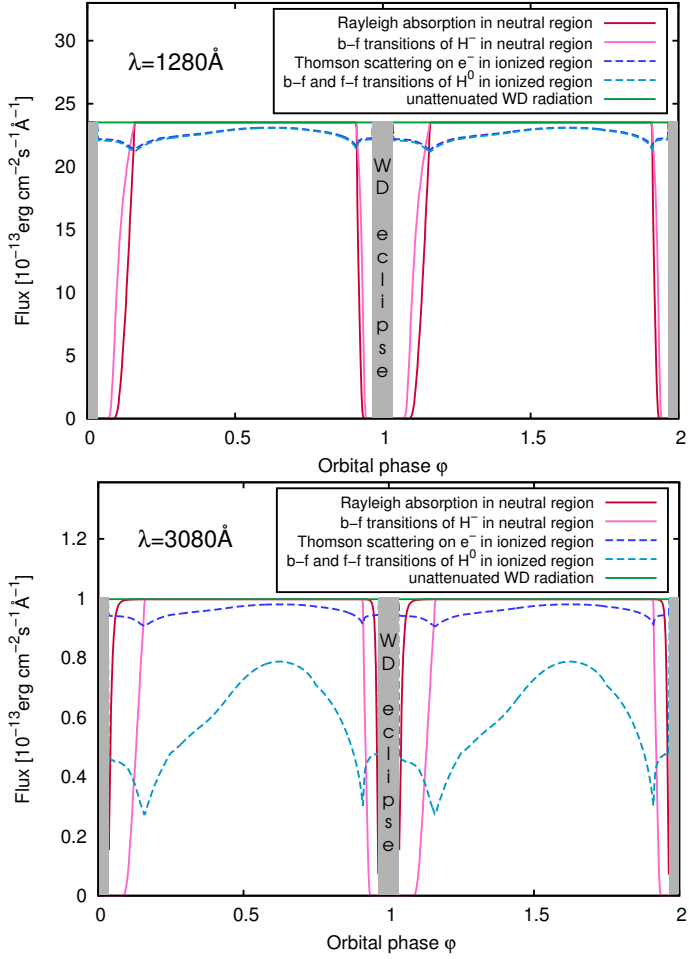 30
25
20
15
10
5
0
Flux [10⁻¹³erg cm⁻²s⁻¹Å⁻¹]
λ=1280Å
Rayleigh absorption in neutral region
b−f transitions of H⁻ in neutral region
Thomson scattering on e⁻ in ionized region
b−f and f−f transitions of H⁰ in ionized region
unattenuated WD radiation
WD eclipse
0 0.5 1 1.5 2
Orbital phase φ
1.2
1
0.8
0.6
0.4
0.2
0
Flux [10⁻¹³erg cm⁻²s⁻¹Å⁻¹]
λ=3080Å
Rayleigh absorption in neutral region
b−f transitions of H⁻ in neutral region
Thomson scattering on e⁻ in ionized region
b−f and f−f transitions of H⁰ in ionized region
unattenuated WD radiation
WD eclipse
0 0.5 1 1.5 2
Orbital phase φ